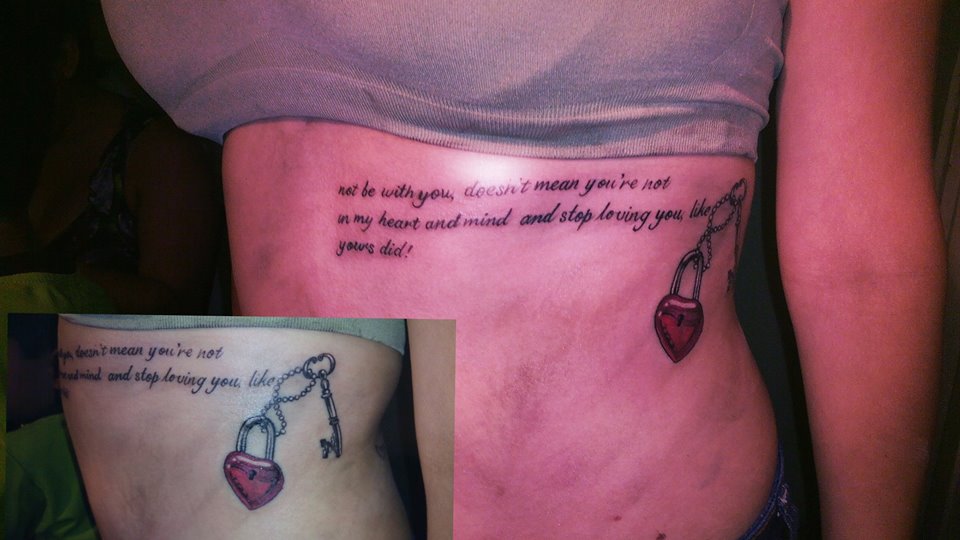 not be with you, doesn't mean you're not
in my heart and mind and stop loving you, like
yours did!
doesn't mean you're not
and mind and stop loving you, like